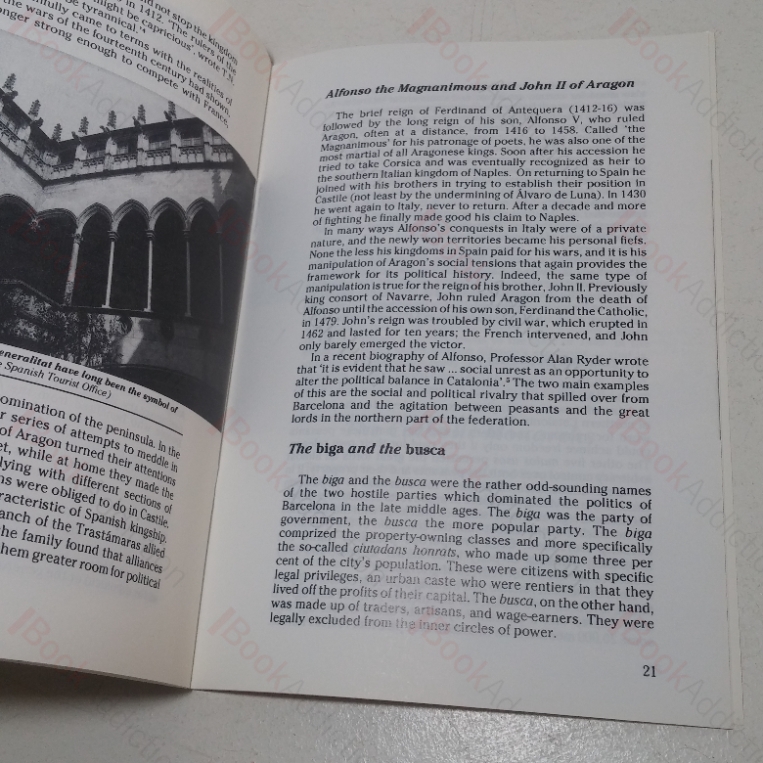 did not stop the kingdom
in 1412. 'The rulers of the
might be capricious', wrote T.N.
be tyrannical.'
fully came to terms with the realities of
the wars of the fourteenth century had shown,
nger strong enough to compete with France,
eneralitat have long been the symbol of
Spanish Tourist Office)
omination of the peninsula. In the
r series of attempts to meddle in
of Aragon turned their attentions
et, while at home they made the
lying with different sections of
ns were obliged to do in Castile,
racteristic of Spanish kingship.
anch of the Trastámaras allied
he family found that alliances
hem greater room for political
Alfonso the Magnanimous and John II of Aragon
The brief reign of Ferdinand of Antequera (1412-16) was
followed by the long reign of his son, Alfonso V, who ruled
Aragon, often at a distance, from 1416 to 1458. Called 'the
Magnanimous' for his patronage of poets, he was also one of the
most martial of all Aragonese kings. Soon after his accession he
tried to take Corsica and was eventually recognized as heir to
the southern Italian kingdom of Naples. On returning to Spain he
joined with his brothers in trying to establish their position in
Castile (not least by the undermining of Álvaro de Luna). In 1430
he went again to Italy, never to return. After a decade and more
of fighting he finally made good his claim to Naples.
In many ways Alfonso's conquests in Italy were of a private
nature, and the newly won territories became his personal fiefs.
None the less his kingdoms in Spain paid for his wars, and it is his
manipulation of Aragon's social tensions that again provides the
framework for its political history. Indeed, the same type of
manipulation is true for the reign of his brother, John II. Previously
king consort of Navarre, John ruled Aragon from the death of
Alfonso until the accession of his own son, Ferdinand the Catholic,
in 1479. John's reign was troubled by civil war, which erupted in
1462 and lasted for ten years; the French intervened, and John
only barely emerged the victor.
In a recent biography of Alfonso, Professor Alan Ryder wrote
that 'it is evident that he saw ... social unrest as an opportunity to
alter the political balance in Catalonia'. The two main examples
of this are the social and political rivalry that spilled over from
Barcelona and the agitation between peasants and the great
lords in the northern part of the federation.
The biga and the busca
The biga and the busca were the rather odd-sounding names
of the two hostile parties which dominated the politics of
Barcelona in the late middle ages. The biga was the party of
government, the busca the more popular party. The biga
comprized the property-owning classes and more specifically
the so-called ciutadans honrats, who made up some three per
cent of the city's population. These were citizens with specific
legal privileges, an urban caste who were rentiers in that they
lived off the profits of their capital. The busca, on the other hand,
was made up of traders, artisans, and wage-earners. They were
legally excluded from the inner circles of power.
21
BookAddiction